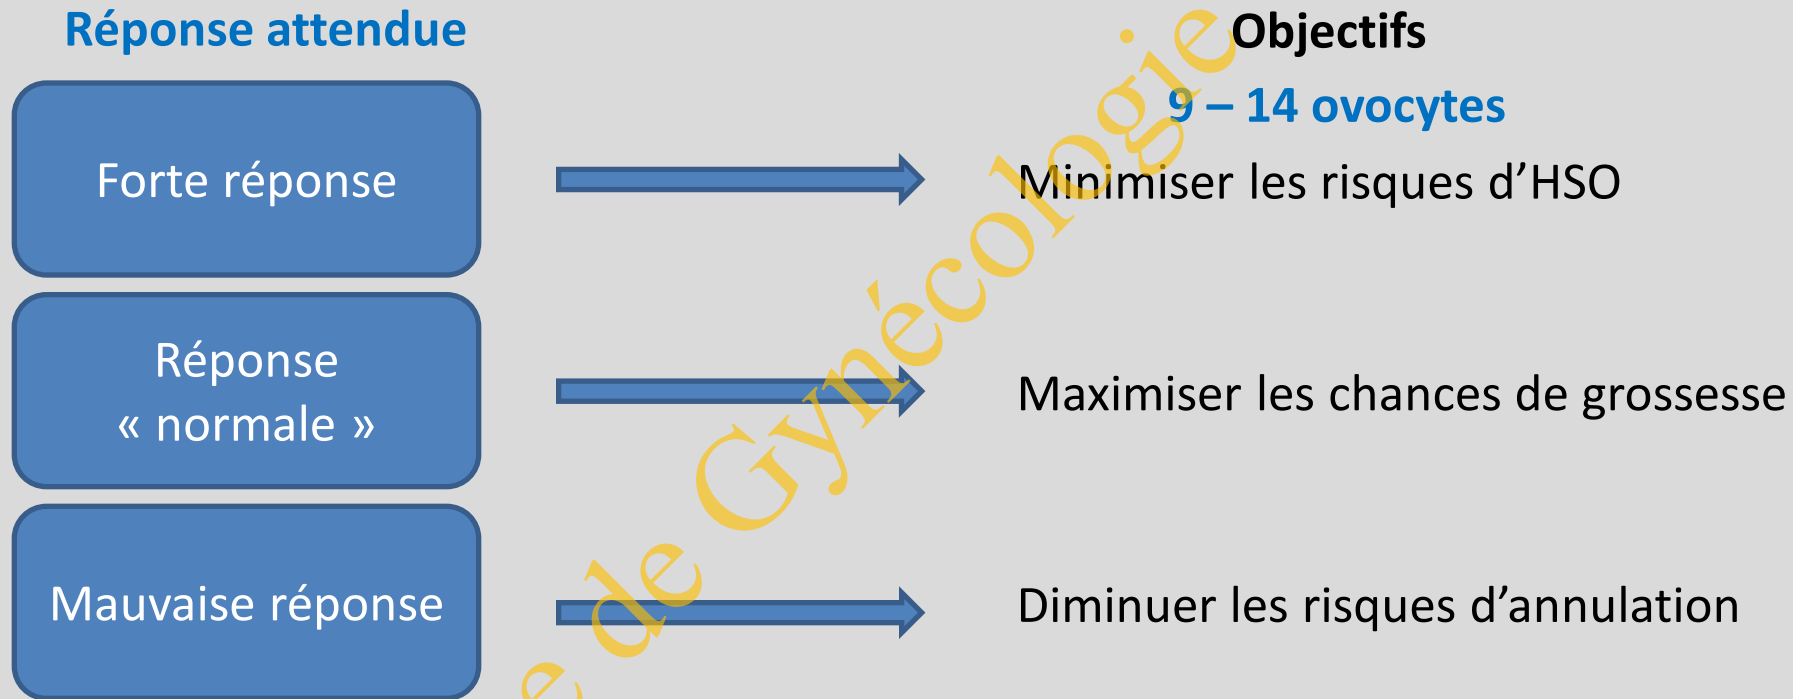 Réponse attendue
Objectifs
9 – 14 ovocytes
Forte réponse
Minimiser les risques d’HSO
Réponse
« normale »
Maximiser les chances de grossesse
Mauvaise réponse
Diminuer les risques d’annulation
e de Gynécologie